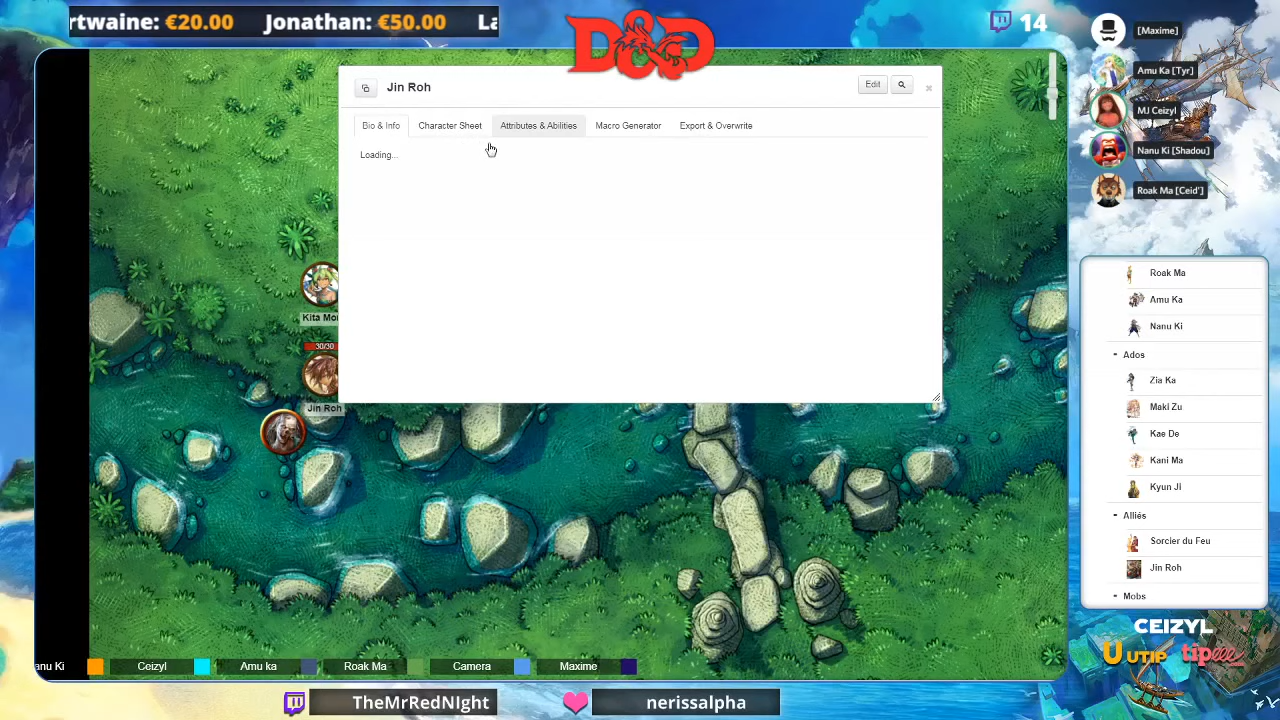 rtwaine: €20.00 Jonathan: €50.00 La
D&D
14
[Maxime]
Amu Ka [Tyr]
MJ Ceizyl
Nanu Ki [Shadou]
Roak Ma [Ceid']
Jin Roh
Edit
Bio & Info
Character Sheet
Attributes & Abilities
Macro Generator
Export & Overwrite
Loading...
Kita Mo
30/30
Jin Roh
Roak Ma
Amu Ka
Nanu Ki
- Ados
Zia Ka
Maki Zu
Kae De
Kani Ma
Kyun Ji
- Alliés
Sorcier du Feu
Jin Roh
- Mobs
CEIZYL
U UTIP tipeee
anu Ki
Ceizyl
Amu ka
Roak Ma
Camera
Maxime
TheMrRedNIght
nerissalpha